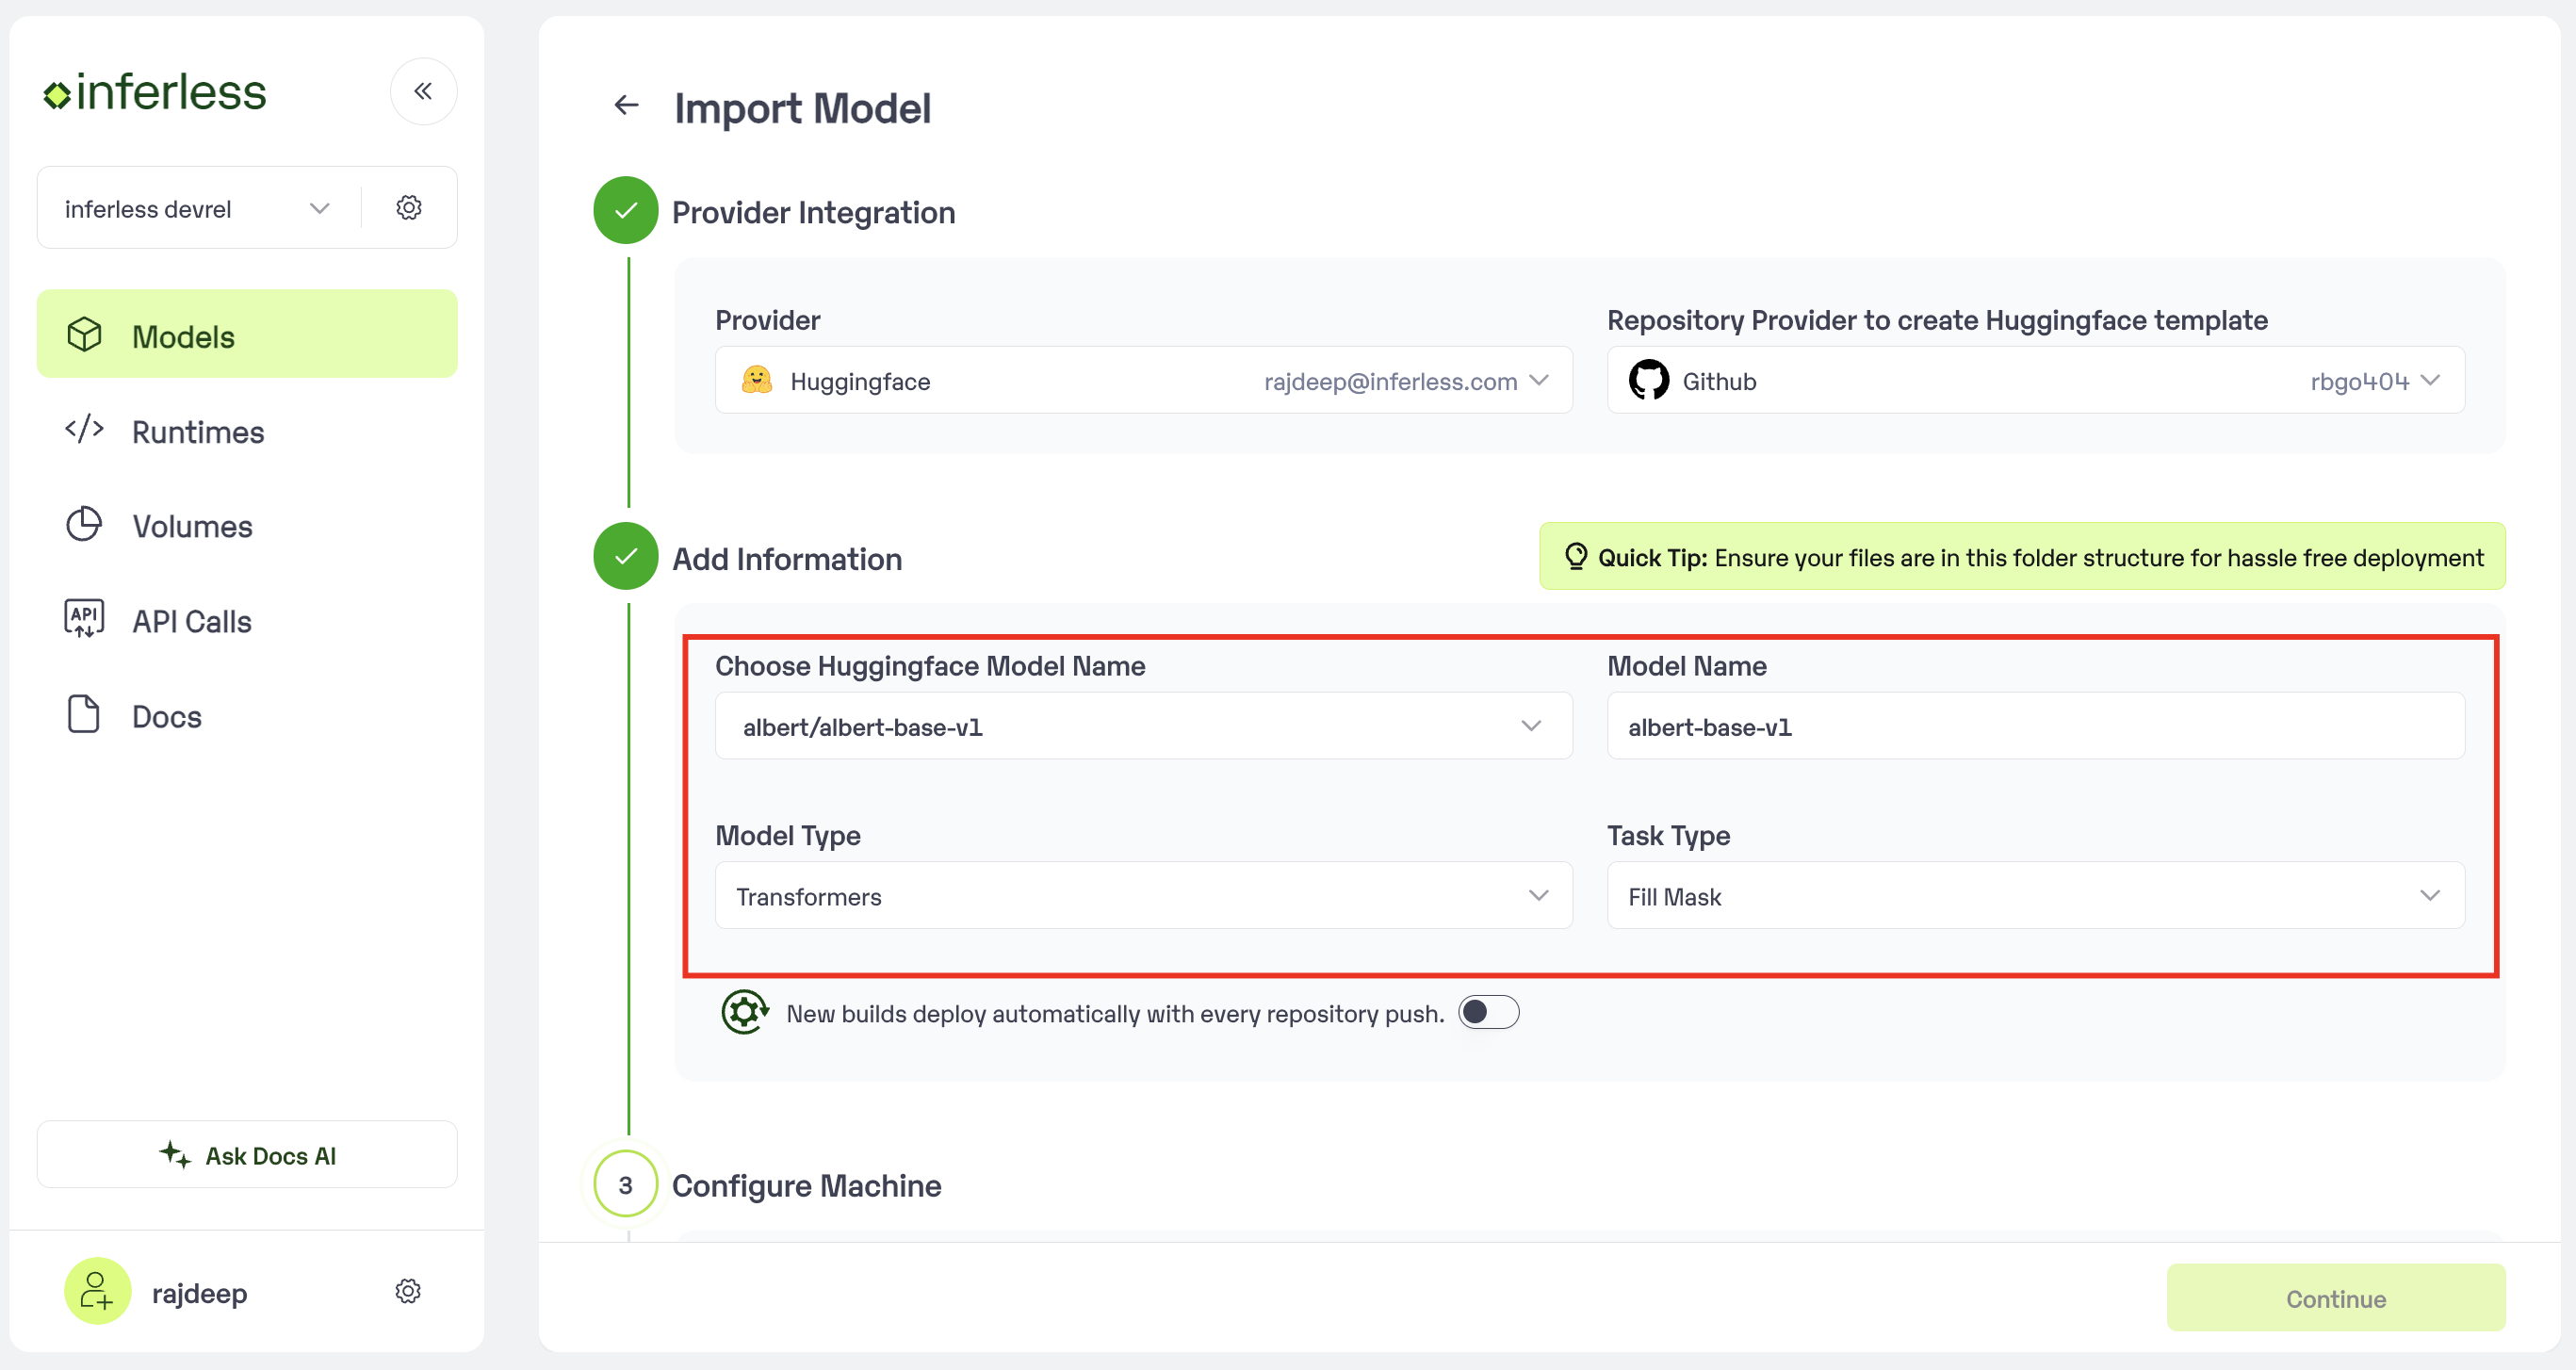 inferless
inferless devrel
Models
Runtimes
Volumes
API
API Calls
Docs
Ask Docs AI
rajdeep
Import Model
Provider Integration
Provider
Huggingface rajdeep@inferless.com
Repository Provider to create Huggingface template
Github rbgo404
Add Information
Quick Tip: Ensure your files are in this folder structure for hassle free deployment
Choose Huggingface Model Name
albert/albert-base-v1
Model Name
albert-base-v1
Model Type
Transformers
Task Type
Fill Mask
New builds deploy automatically with every repository push.
3
Configure Machine
Continue